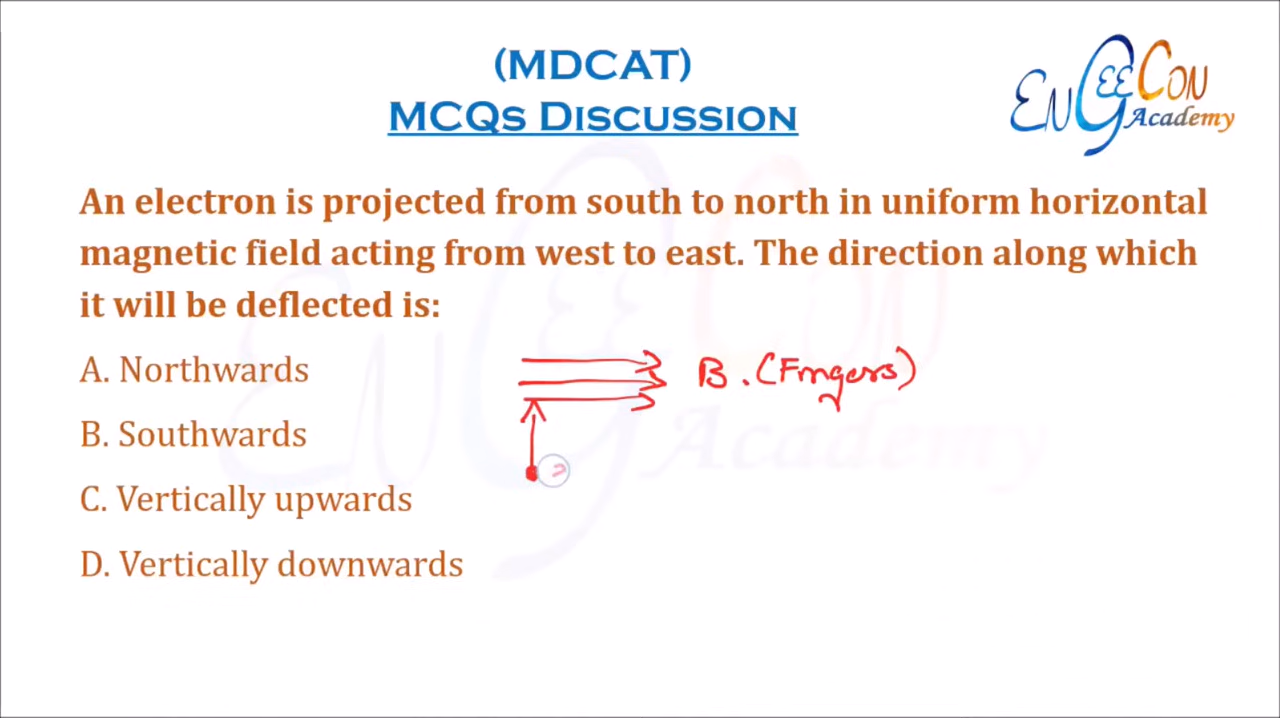 (MDCAT)
MCQs Discussion
EnGeeCon
Academy
An electron is projected from south to north in uniform horizontal
magnetic field acting from west to east. The direction along which
it will be deflected is:
A. Northwards
B. Southwards
C. Vertically upwards
D. Vertically downwards
B. (Fingers)